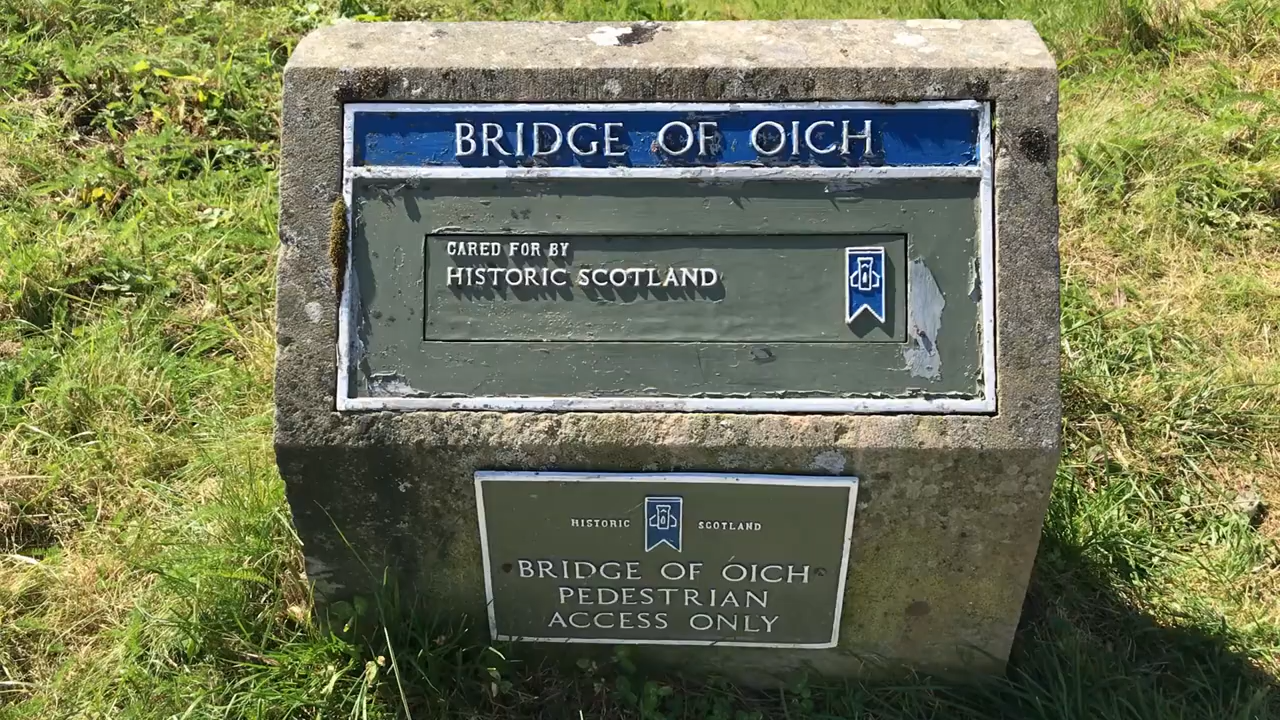 BRIDGE OF OICH
CARED FOR BY
HISTORIC SCOTLAND
HISTORIC SCOTLAND
BRIDGE OF OICH
PEDESTRIAN
ACCESS ONLY